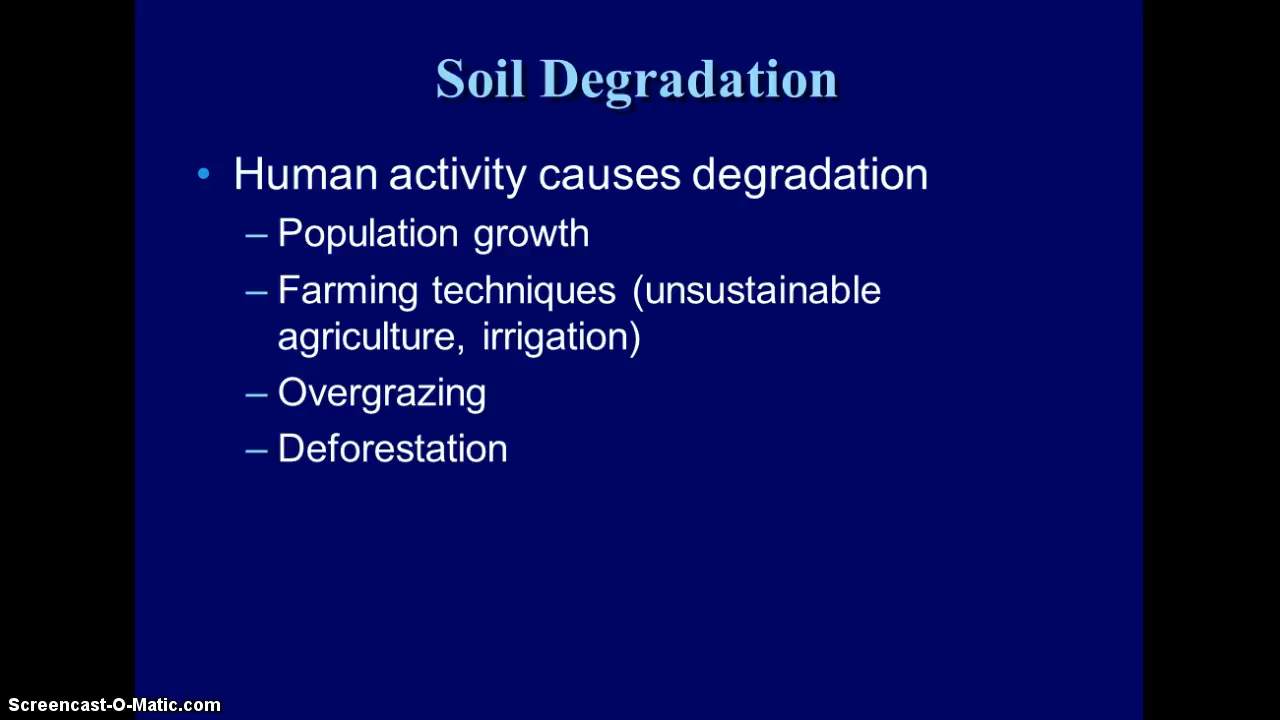 Soil Degradation
• Human activity causes degradation
– Population growth
– Farming techniques (unsustainable
agriculture, irrigation)
– Overgrazing
– Deforestation
Screencast-O-Matic.com